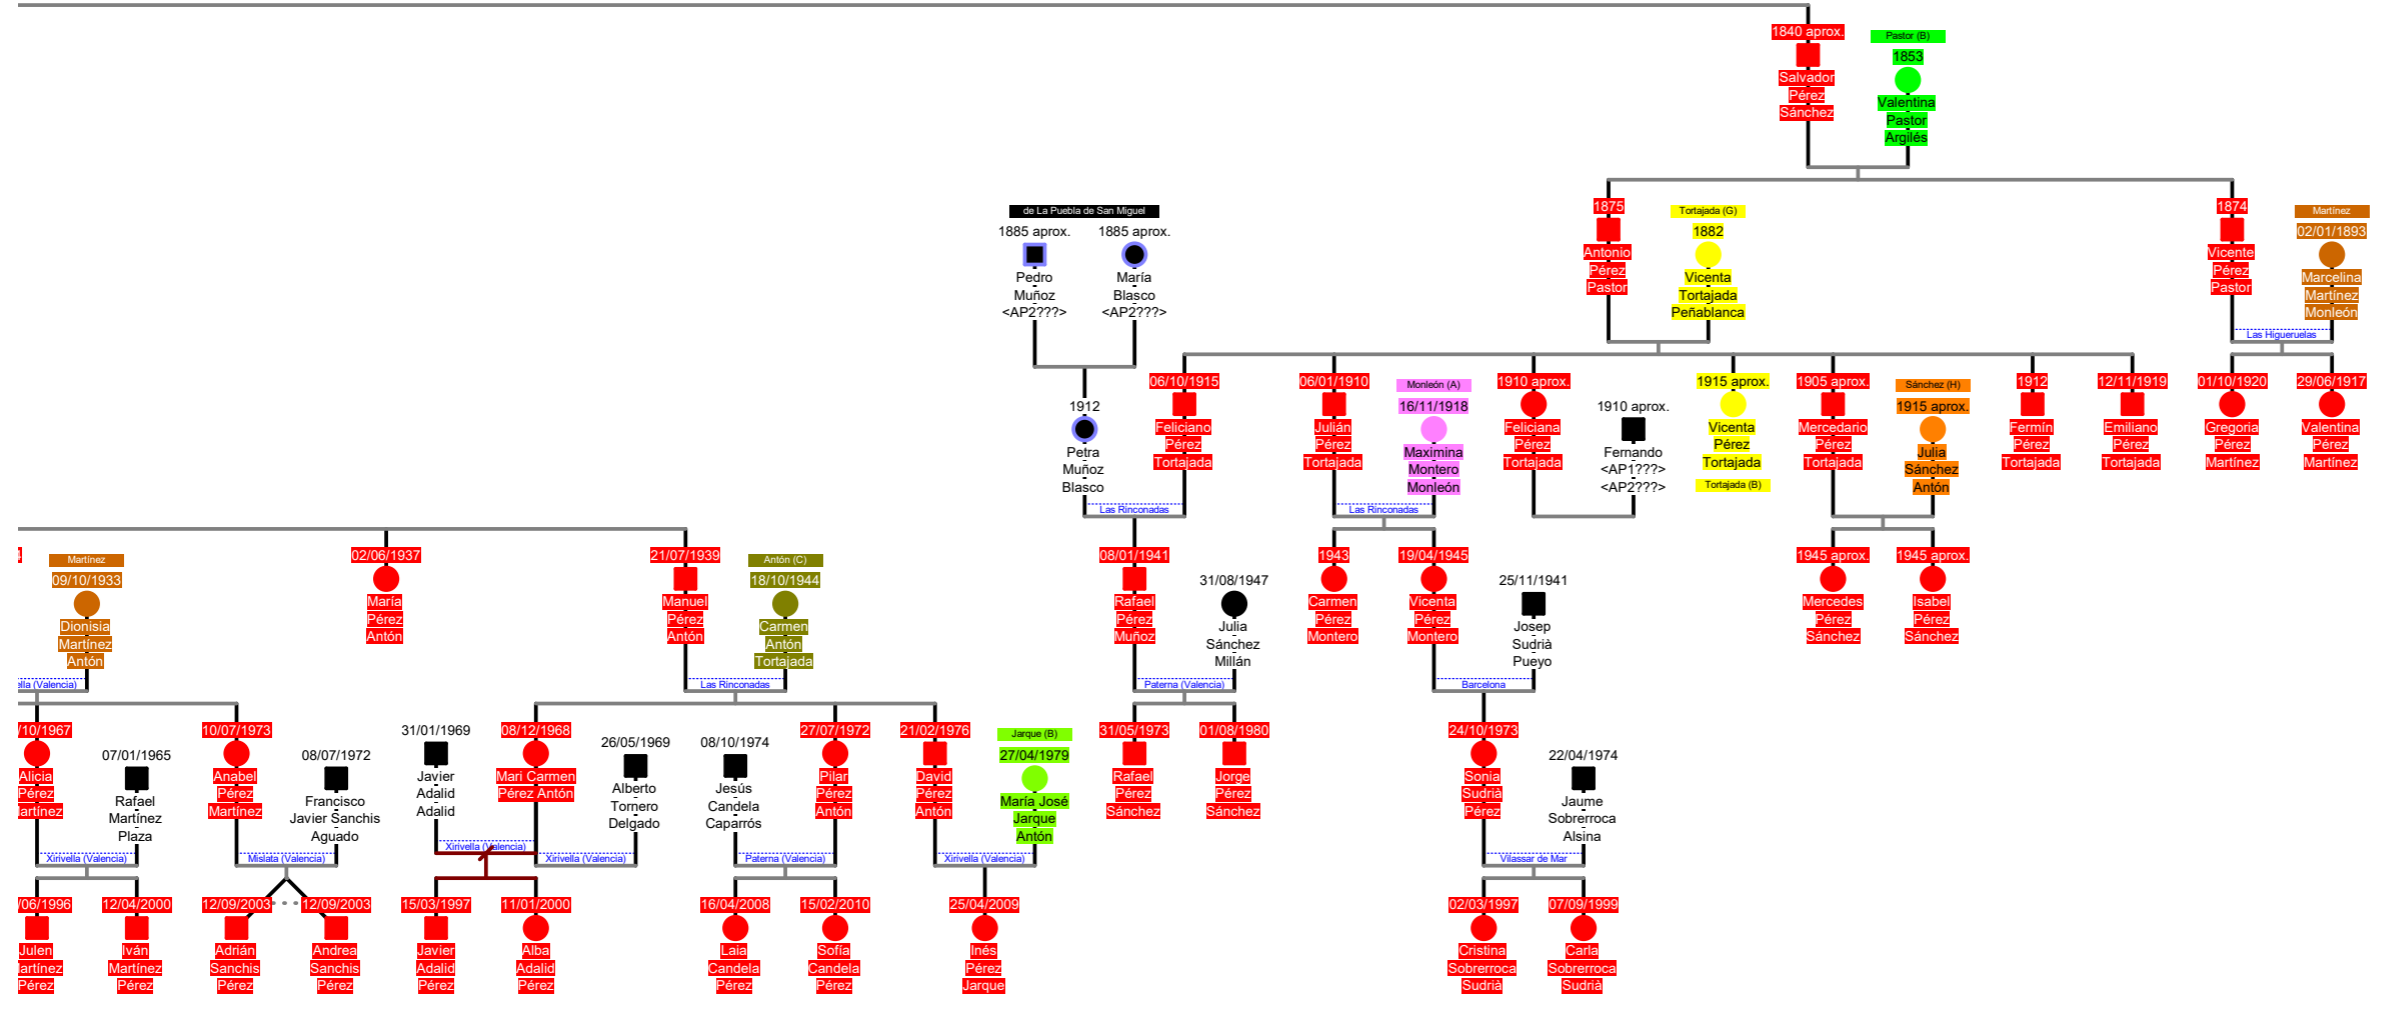 1840 aprox.
Salvador
Pérez
Sánchez
Pastor (B)
1853
Valentina
Pastor
Argilés
de La Puebla de San Miguel
1885 aprox.
Pedro
Muñoz
<AP2???>
1885 aprox.
María
Blasco
<AP2???>
1875
Antonio
Pérez
Pastor
Tortajada (G)
1882
Vicenta
Tortajada
Peñablanca
1874
Vicente
Pérez
Pastor
Martínez
02/01/1893
Marcelina
Martínez
Monleón
Las Higueruelas
1912
Petra
Muñoz
Blasco
06/10/1915
Feliciano
Pérez
Tortajada
Las Rinconadas
06/01/1910
Julián
Pérez
Tortajada
Monleón (A)
16/11/1918
Maximina
Montero
Monleón
Las Rinconadas
1910 aprox.
Feliciana
Pérez
Tortajada
1910 aprox.
Fernando
<AP1???>
<AP2???>
1915 aprox.
Vicenta
Pérez
Tortajada
Tortajada (B)
1905 aprox.
Mercedario
Pérez
Tortajada
Sánchez (H)
1915 aprox.
Julia
Sánchez
Antón
1912
Fermín
Pérez
Tortajada
12/11/1919
Emiliano
Pérez
Tortajada
01/10/1920
Gregoria
Pérez
Martínez
29/06/1917
Valentina
Pérez
Martínez
Martínez
09/10/1933
Dionisia
Martínez
Antón
ella (Valencia)
02/06/1937
María
Pérez
Antón
21/07/1939
Manuel
Pérez
Antón
Antón (C)
18/10/1944
Carmen
Antón
Tortajada
Las Rinconadas
08/01/1941
Rafael
Pérez
Muñoz
31/08/1947
Julia
Sánchez
Millán
Paterna (Valencia)
1943
Carmen
Pérez
Montero
19/04/1945
Vicenta
Pérez
Montero
25/11/1941
Josep
Sudrià
Pueyo
Barcelona
1945 aprox.
Mercedes
Pérez
Sánchez
1945 aprox.
Isabel
Pérez
Sánchez
/10/1967
Alicia
Pérez
artínez
07/01/1965
Rafael
Martínez
Plaza
Xirivella (Valencia)
10/07/1973
Anabel
Pérez
Martínez
08/07/1972
Francisco
Javier Sanchis
Aguado
Mislata (Valencia)
31/01/1969
Javier
Adalid
Adalid
Xirivella (Valencia)
08/12/1968
Mari Carmen
Pérez Antón
26/05/1969
Alberto
Tornero
Delgado
Xirivella (Valencia)
08/10/1974
Jesús
Candela
Caparrós
27/07/1972
Pilar
Pérez
Antón
Paterna (Valencia)
21/02/1976
David
Pérez
Antón
Jarque (B)
27/04/1979
María José
Jarque
Antón
Xirivella (Valencia)
31/05/1973
Rafael
Pérez
Sánchez
01/08/1980
Jorge
Pérez
Sánchez
24/10/1973
Sonia
Sudrià
Pérez
22/04/1974
Jaume
Sobrerroca
Alsina
Vilassar de Mar
/06/1996
Julen
artínez
Pérez
12/04/2000
Iván
Martínez
Pérez
12/09/2003
Adrián
Sanchis
Pérez
12/09/2003
Andrea
Sanchis
Pérez
15/03/1997
Javier
Adalid
Pérez
11/01/2000
Alba
Adalid
Pérez
16/04/2008
Laia
Candela
Pérez
15/02/2010
Sofía
Candela
Pérez
25/04/2009
Inés
Pérez
Jarque
02/03/1997
Cristina
Sobrerroca
Sudrià
07/09/1999
Carla
Sobrerroca
Sudrià